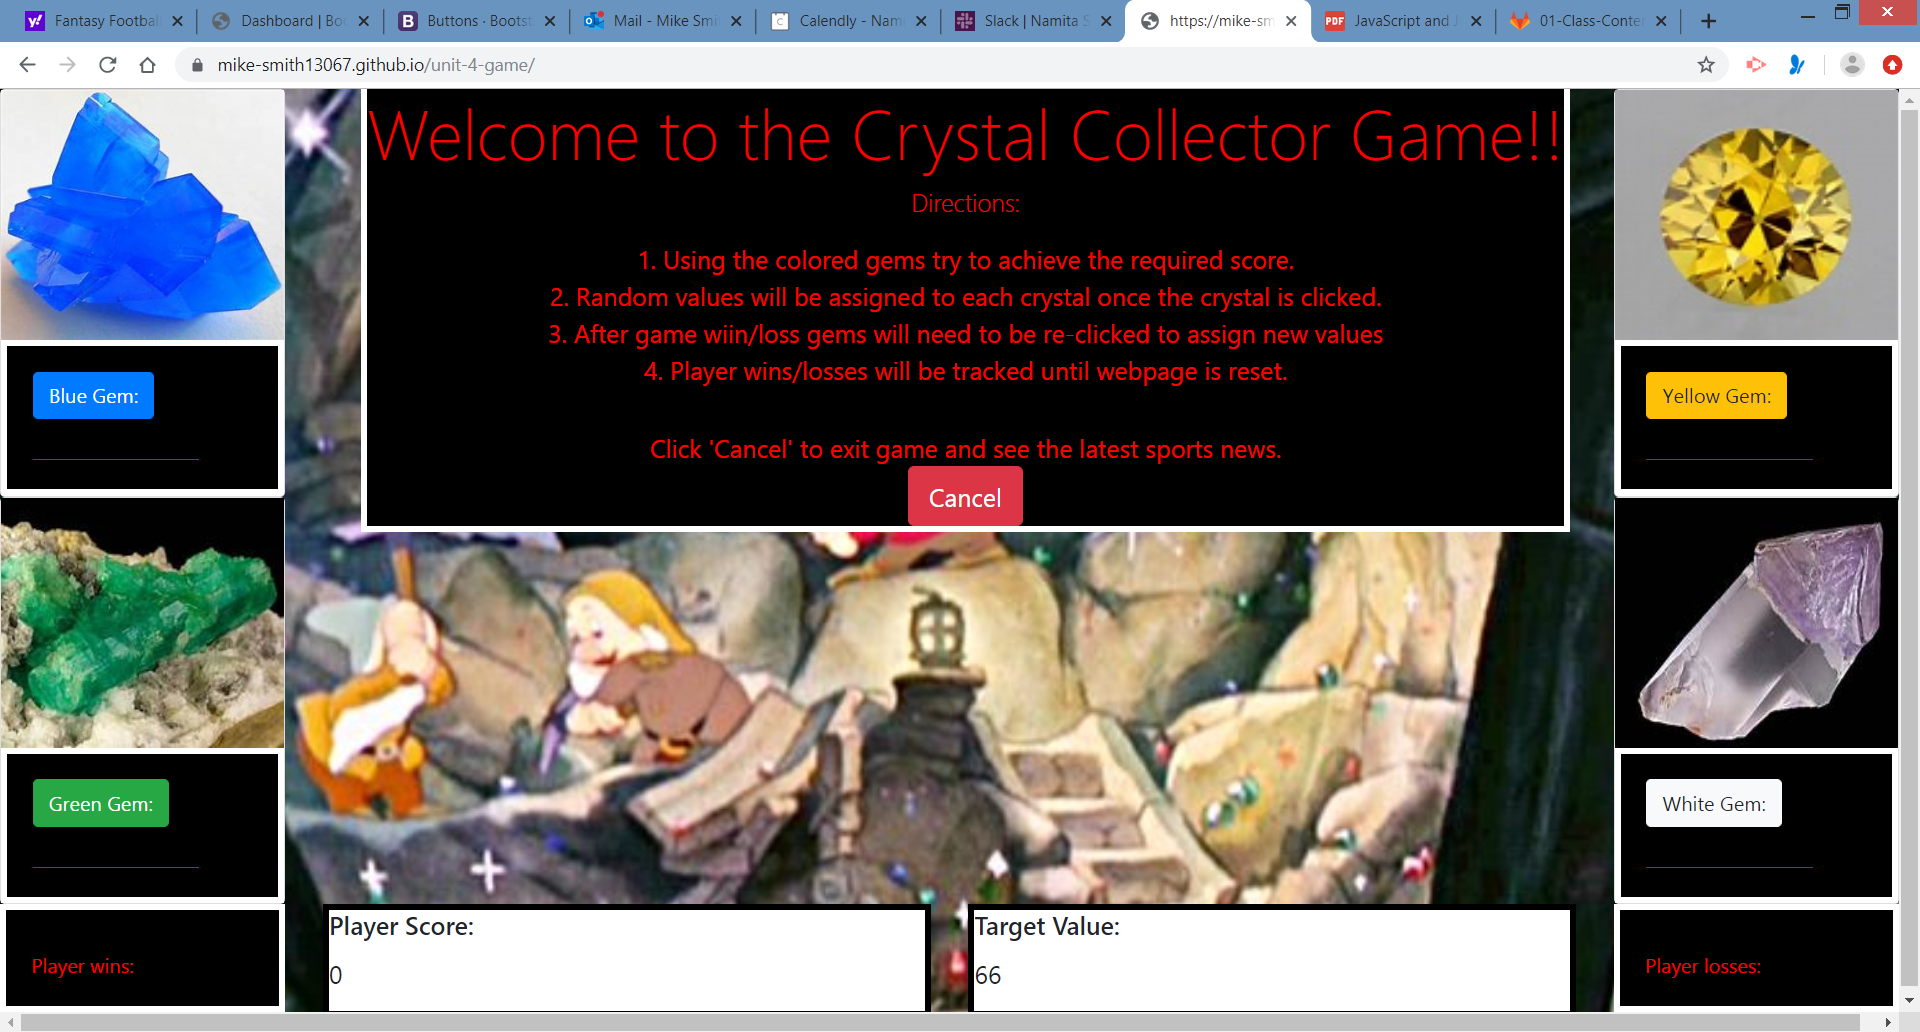 Fantasy Football
Dashboard | Boo
Buttons · Bootst
Mail - Mike Smi
Calendly - Nam
Slack | Namita S
https://mike-sm
JavaScript and J
01-Class-Conte
mike-smith13067.github.io/unit-4-game/
Welcome to the Crystal Collector Game!!
Directions:
1. Using the colored gems try to achieve the required score.
2. Random values will be assigned to each crystal once the crystal is clicked.
3. After game wiin/loss gems will need to be re-clicked to assign new values
4. Player wins/losses will be tracked until webpage is reset.
Click 'Cancel' to exit game and see the latest sports news.
Cancel
Blue Gem:
Yellow Gem:
Green Gem:
White Gem:
Player wins:
Player Score:
0
Target Value:
66
Player losses: